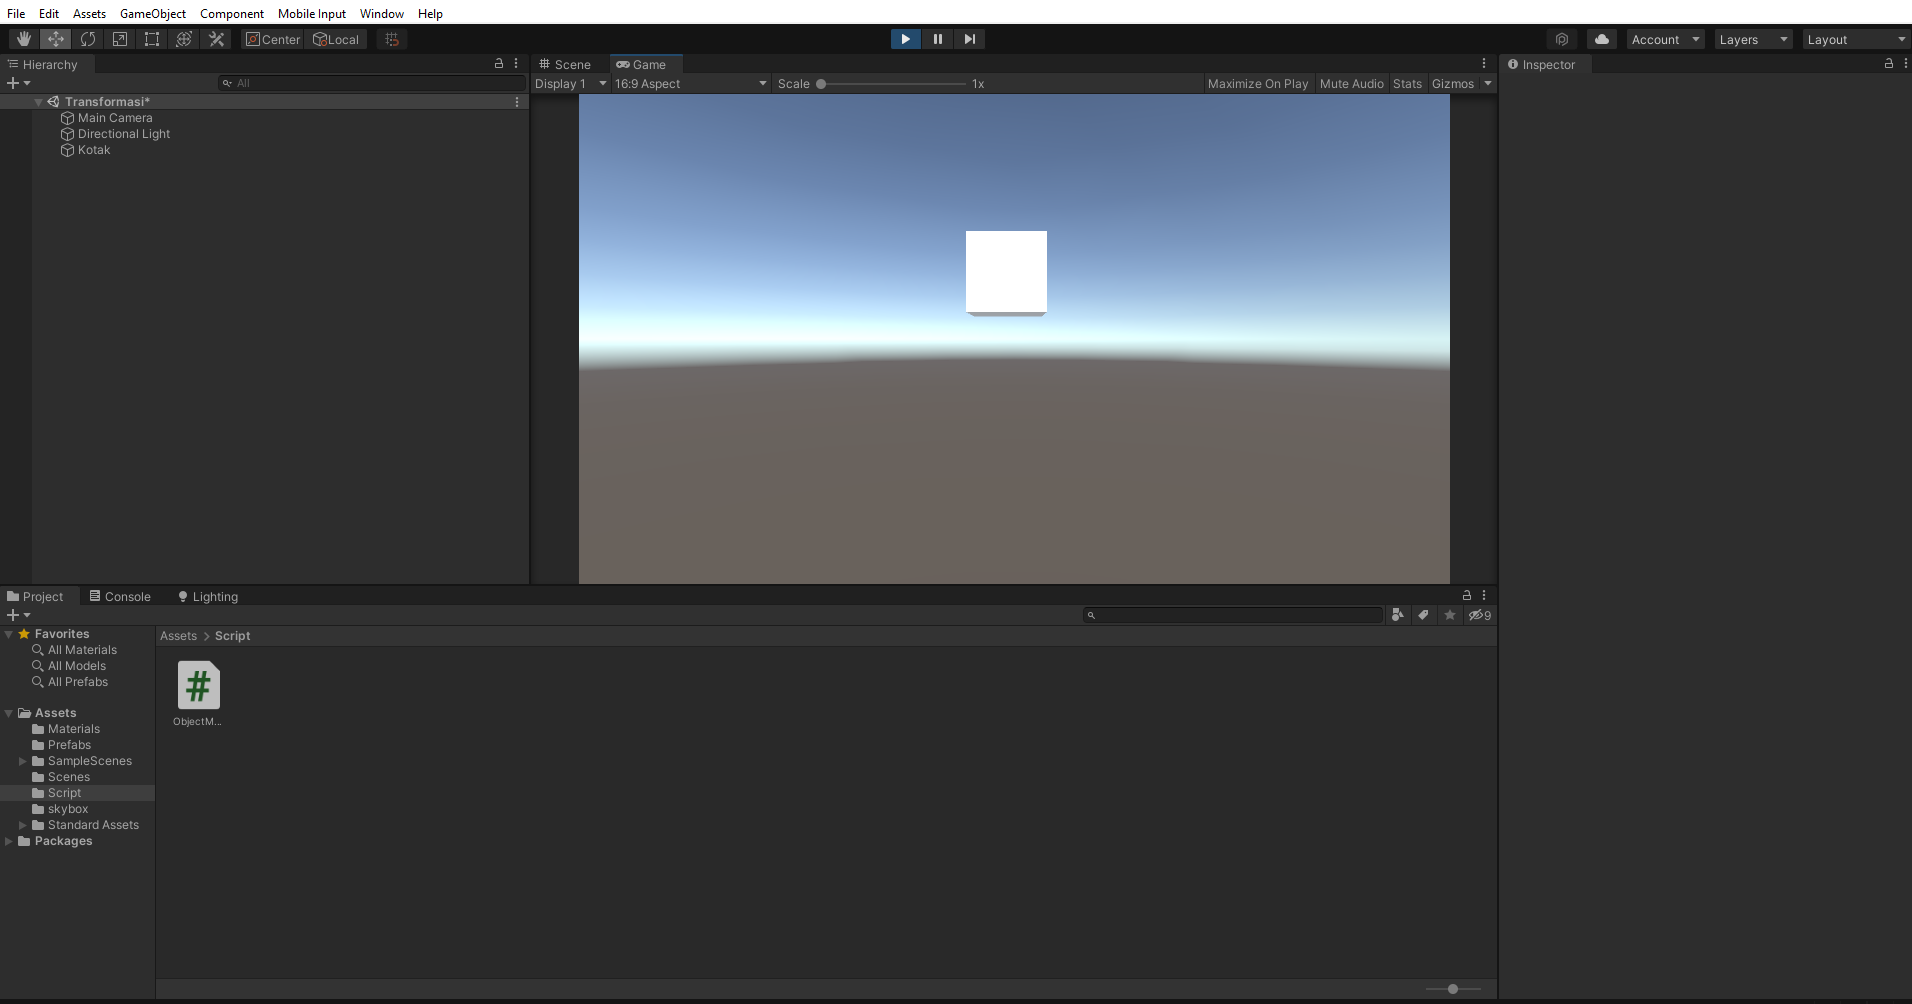 File Edit Assets GameObject Component Mobile Input Window Help
Center Local Account Layers Layout
Hierarchy
All
Transformasi*
Main Camera
Directional Light
Kotak
Scene Game
Display 1 16:9 Aspect Scale 1x Maximize On Play Mute Audio Stats Gizmos
Inspector
Project Console Lighting
9
Favorites
All Materials
All Models
All Prefabs
Assets
Materials
Prefabs
SampleScenes
Scenes
Script
skybox
Standard Assets
Packages
Assets > Script
#
ObjectM...